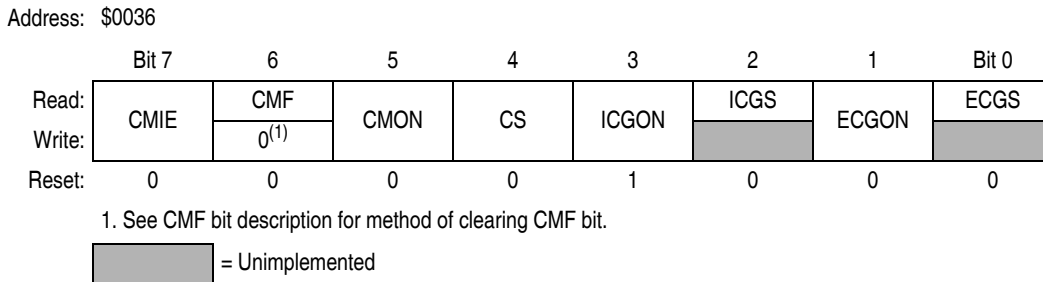 Address: $0036
Bit 7 6 5 4 3 2 1 Bit 0
Read: CMIE CMF CMON CS ICGON ICGS ECGON ECGS
Write: 0(1)
Reset: 0 0 0 0 1 0 0 0
1. See CMF bit description for method of clearing CMF bit.
= Unimplemented